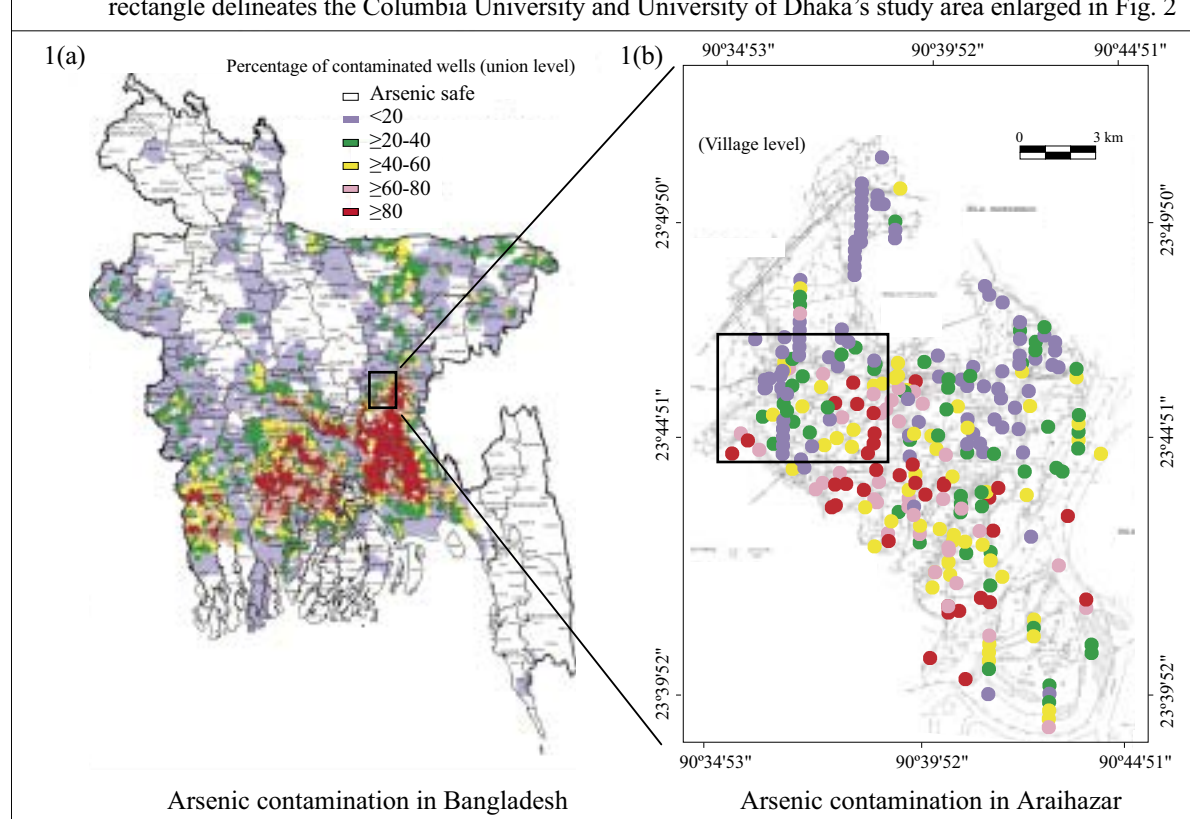 rectangle delineates the Columbia University and University of Dhaka's study area enlarged in Fig. 2
1(a)
Percentage of contaminated wells (union level)
Arsenic safe
<20
≥20-40
≥40-60
≥60-80
≥80
1(b)
90º34'53"
90º39'52"
90º44'51"
(Village level)
0
3 km
23º49'50"
23º49'50"
23º44'51"
23º44'51"
23º39'52"
23º39'52"
90º34'53"
90º39'52"
90º44'51"
Arsenic contamination in Bangladesh
Arsenic contamination in Araihazar